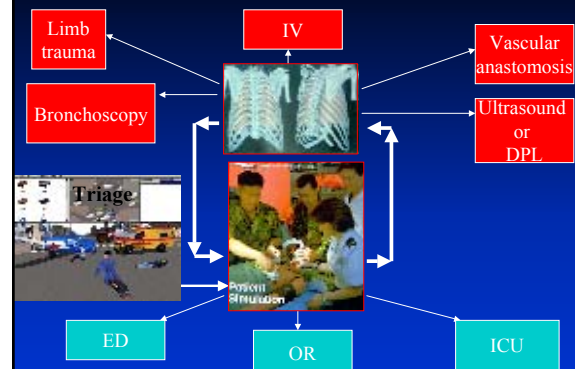 Limb
trauma
IV
Vascular
anastomosis
Bronchoscopy
Ultrasound
or
DPL
Triage
Patient
Simulation
ED
OR
ICU